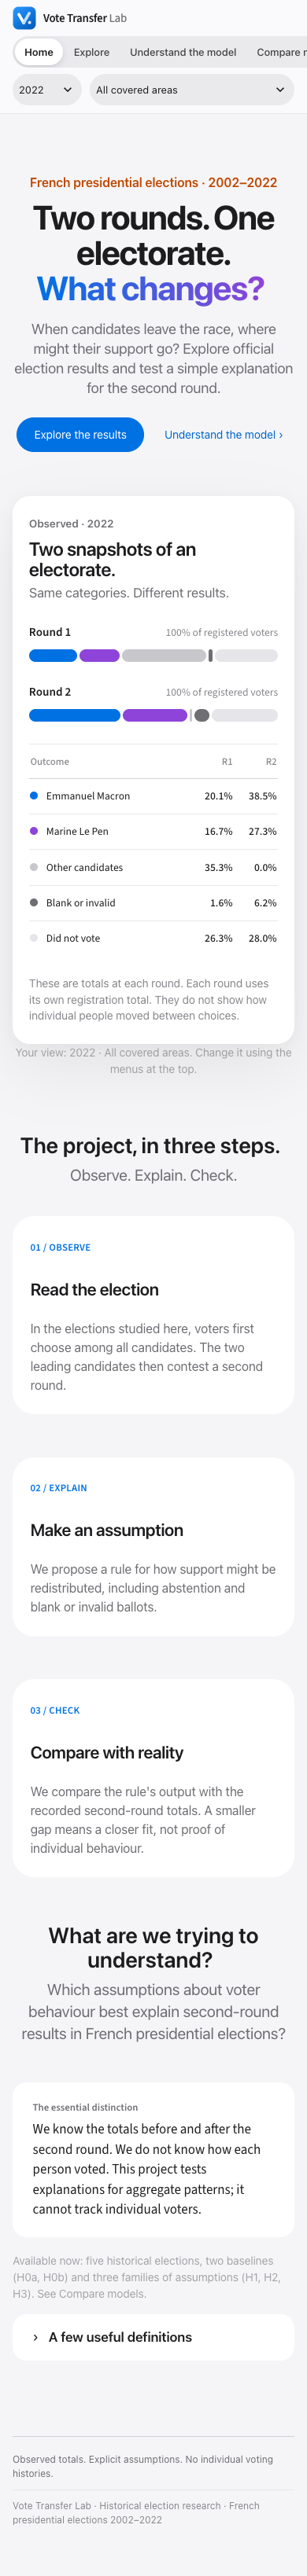 Vote Transfer Lab
Home Explore Understand the model Compare
2022 All covered areas
French presidential elections · 2002–2022
Two rounds. One
electorate.
What changes?
When candidates leave the race, where
might their support go? Explore official
election results and test a simple explanation
for the second round.
Explore the results Understand the model ›
Observed · 2022
Two snapshots of an
electorate.
Same categories. Different results.
Round 1 100% of registered voters
Round 2 100% of registered voters
Outcome R1 R2
Emmanuel Macron 20.1% 38.5%
Marine Le Pen 16.7% 27.3%
Other candidates 35.3% 0.0%
Blank or invalid 1.6% 6.2%
Did not vote 26.3% 28.0%
These are totals at each round. Each round uses
its own registration total. They do not show how
individual people moved between choices.
Your view: 2022 · All covered areas. Change it using the
menus at the top.
The project, in three steps.
Observe. Explain. Check.
01 / OBSERVE
Read the election
In the elections studied here, voters first
choose among all candidates. The two
leading candidates then contest a second
round.
02 / EXPLAIN
Make an assumption
We propose a rule for how support might be
redistributed, including abstention and
blank or invalid ballots.
03 / CHECK
Compare with reality
We compare the rule's output with the
recorded second-round totals. A smaller
gap means a closer fit, not proof of
individual behaviour.
What are we trying to
understand?
Which assumptions about voter
behaviour best explain second-round
results in French presidential elections?
The essential distinction
We know the totals before and after the
second round. We do not know how each
person voted. This project tests
explanations for aggregate patterns; it
cannot track individual voters.
Available now: five historical elections, two baselines
(H0a, H0b) and three families of assumptions (H1, H2,
H3). See Compare models.
› A few useful definitions
Observed totals. Explicit assumptions. No individual voting
histories.
Vote Transfer Lab · Historical election research · French
presidential elections 2002–2022